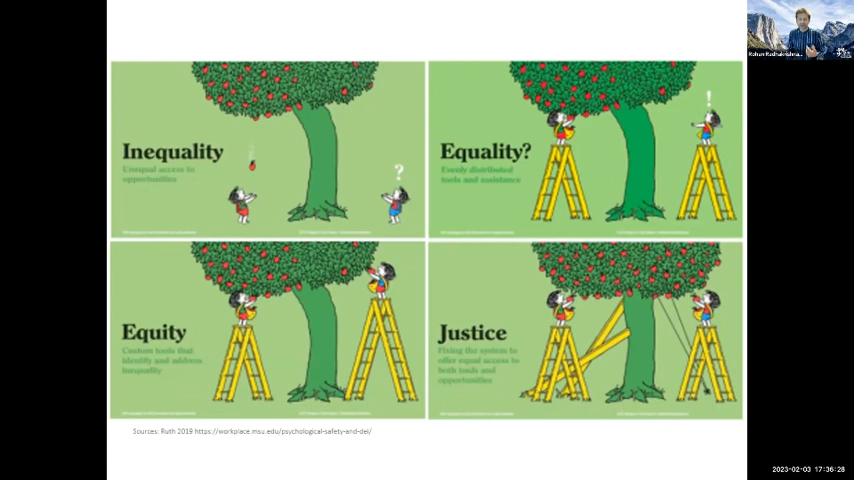 Inequality
Unequal access to
opportunities
?
Equality?
Evenly distributed
tools and assistance
!
Equity
Custom tools that
identify and address
inequality
Justice
Fixing the system to
offer equal access to
both tools and
opportunities
Sources: Ruth 2019 https://workplace.msu.edu/psychological-safety-and-dei/
2023-02-03 17:36:28